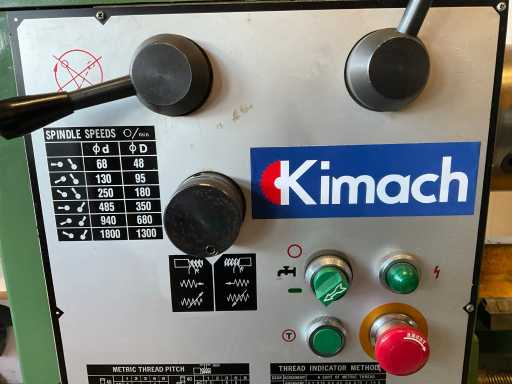 SPINDLE SPEEDS O/min
φd φD
68 48
130 95
250 180
485 350
940 680
1800 1300
Kimach
T
METRIC THREAD PITCH
THREAD INDICATOR